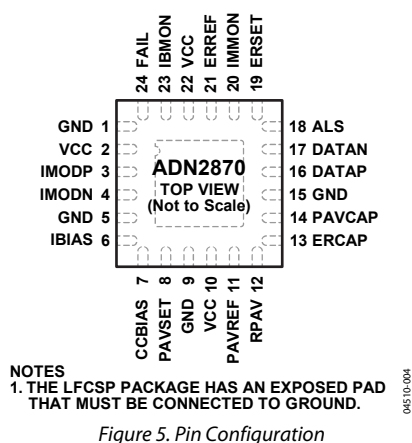 24 FAIL
23 IBMON
22 VCC
21 ERREF
20 IMMON
19 ERSET
GND 1
VCC 2
IMODP 3
IMODN 4
GND 5
IBIAS 6
ADN2870
TOP VIEW
(Not to Scale)
18 ALS
17 DATAN
16 DATAP
15 GND
14 PAVCAP
13 ERCAP
CCBIAS 7
PAVSET 8
GND 9
VCC 10
PAVREF 11
RPAV 12
NOTES
1. THE LFCSP PACKAGE HAS AN EXPOSED PAD
THAT MUST BE CONNECTED TO GROUND.
04510-004
Figure 5. Pin Configuration